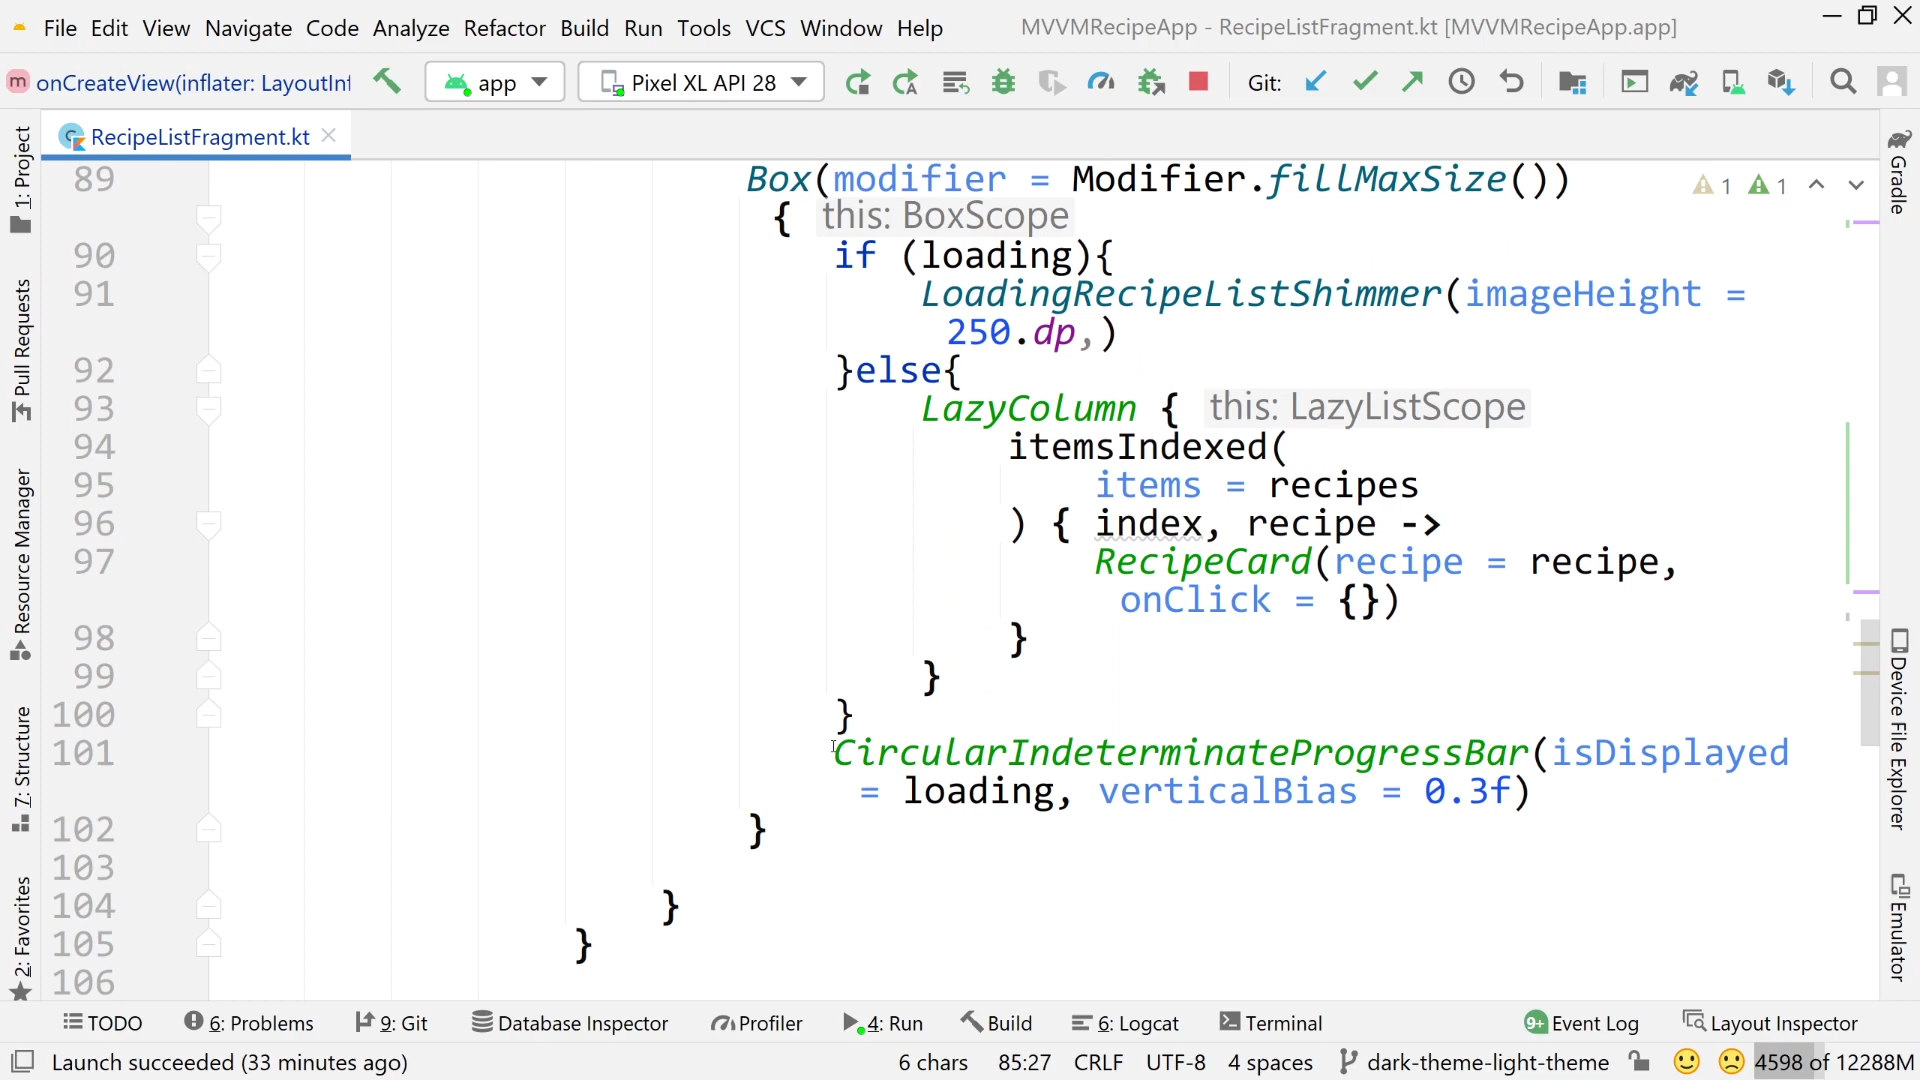 File Edit View Navigate Code Analyze Refactor Build Run Tools VCS Window Help MVVMRecipeApp - RecipeListFragment.kt [MVVMRecipeApp.app]
m onCreateView(inflater: LayoutInf app Pixel XL API 28 Git:
RecipeListFragment.kt
1: Project
Pull Requests
Resource Manager
7: Structure
2: Favorites
Gradle
Device File Explorer
Emulator
1 1
89 Box(modifier = Modifier.fillMaxSize())
{ this: BoxScope
90 if (loading){
91 LoadingRecipeListShimmer(imageHeight =
250.dp,)
92 }else{
93 LazyColumn { this: LazyListScope
94 itemsIndexed(
95 items = recipes
96 ) { index, recipe ->
97 RecipeCard(recipe = recipe,
onClick = {})
98 }
99 }
100 }
101 CircularIndeterminateProgressBar(isDisplayed
= loading, verticalBias = 0.3f)
102 }
103
104 }
105 }
106
TODO 6: Problems 9: Git Database Inspector Profiler 4: Run Build 6: Logcat Terminal 9+ Event Log Layout Inspector
Launch succeeded (33 minutes ago) 6 chars 85:27 CRLF UTF-8 4 spaces dark-theme-light-theme 4598 of 12288M